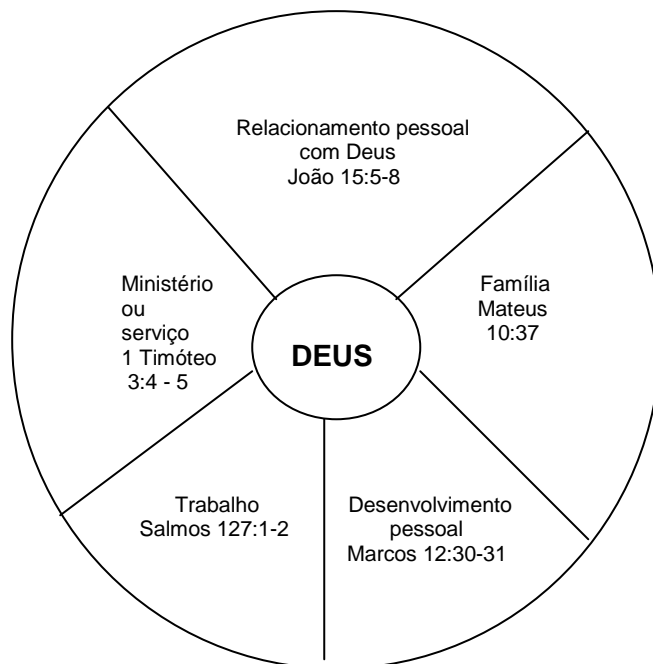 Relacionamento pessoal
com Deus
João 15:5-8
Ministério
ou
serviço
1 Timóteo
3:4 - 5
DEUS
Família
Mateus
10:37
Trabalho
Salmos 127:1-2
Desenvolvimento
pessoal
Marcos 12:30-31